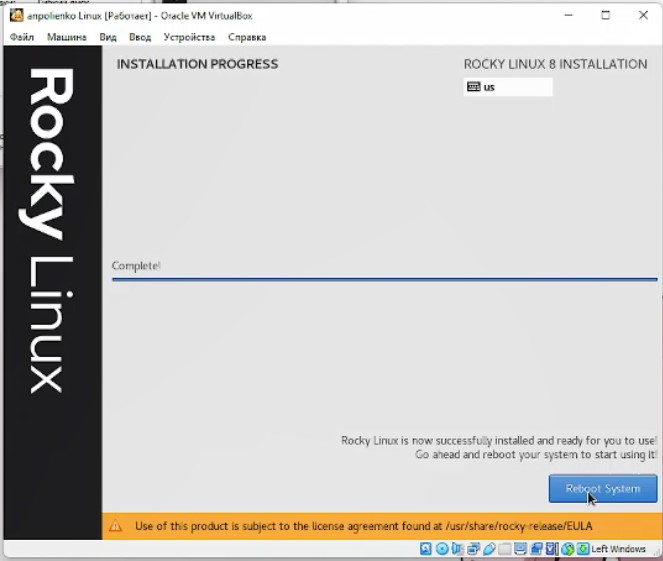 anpolienko Linux [Работает] - Oracle VM VirtualBox
Файл Машина Вид Ввод Устройства Справка
Rocky Linux
INSTALLATION PROGRESS
ROCKY LINUX 8 INSTALLATION
us
Complete!
Rocky Linux is now successfully installed and ready for you to use!
Go ahead and reboot your system to start using it!
Reboot System
Use of this product is subject to the license agreement found at /usr/share/rocky-release/EULA
Left Windows